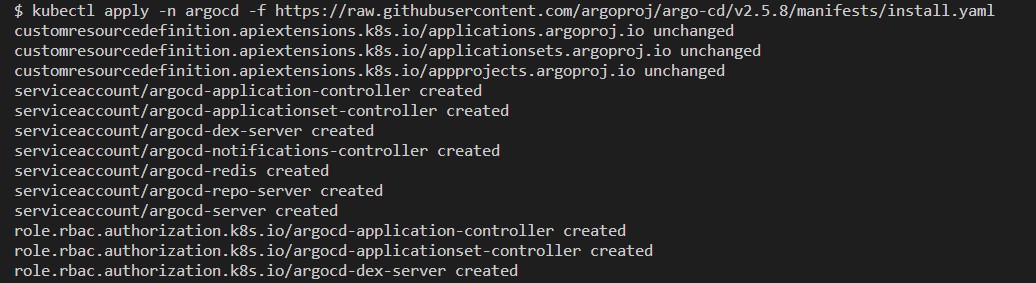 $ kubectl apply -n argocd -f https://raw.githubusercontent.com/argoproj/argo-cd/v2.5.8/manifests/install.yaml
customresourcedefinition.apiextensions.k8s.io/applications.argoproj.io unchanged
customresourcedefinition.apiextensions.k8s.io/applicationsets.argoproj.io unchanged
customresourcedefinition.apiextensions.k8s.io/appprojects.argoproj.io unchanged
serviceaccount/argocd-application-controller created
serviceaccount/argocd-applicationset-controller created
serviceaccount/argocd-dex-server created
serviceaccount/argocd-notifications-controller created
serviceaccount/argocd-redis created
serviceaccount/argocd-repo-server created
serviceaccount/argocd-server created
role.rbac.authorization.k8s.io/argocd-application-controller created
role.rbac.authorization.k8s.io/argocd-applicationset-controller created
role.rbac.authorization.k8s.io/argocd-dex-server created